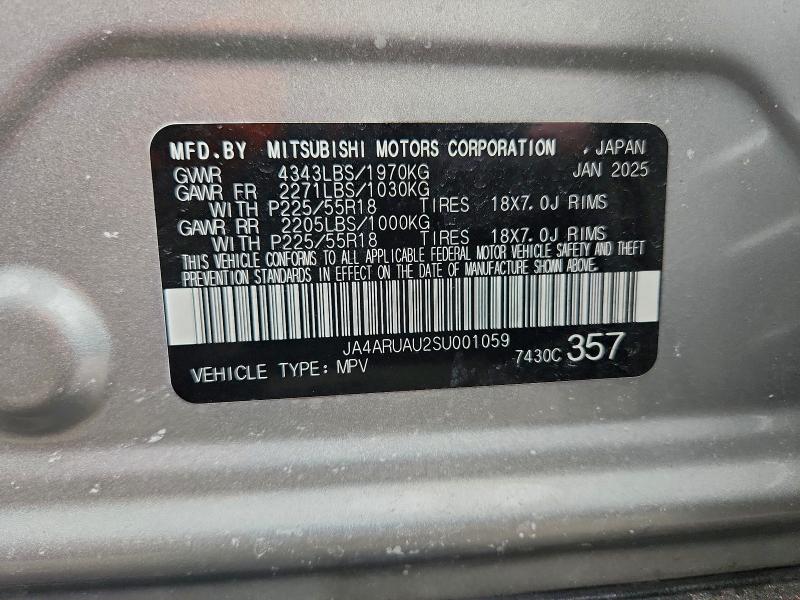 MFD.BY MITSUBISHI MOTORS CORPORATION , JAPAN
GVWR 4343LBS/1970KG JAN 2025
GAWR FR 2271LBS/1030KG
WITH P225/55R18 TIRES 18X7.0J RIMS
GAWR RR 2205LBS/1000KG
WITH P225/55R18 TIRES 18X7.0J RIMS
THIS VEHICLE CONFORMS TO ALL APPLICABLE FEDERAL MOTOR VEHICLE SAFETY AND THEFT
PREVENTION STANDARDS IN EFFECT ON THE DATE OF MANUFACTURE SHOWN ABOVE.
JA4ARUAU2SU001059
VEHICLE TYPE: MPV 7430C 357